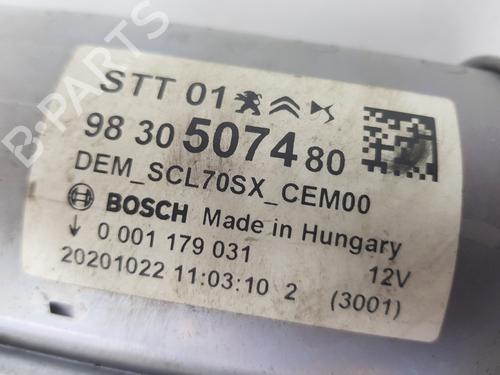 STT 01
98 30 5074 80
DEM_SCL70SX_CEM00
BOSCH Made in Hungary
0 001 179 031 12V
20201022 11:03:10 2 (3001)
B-PARTS